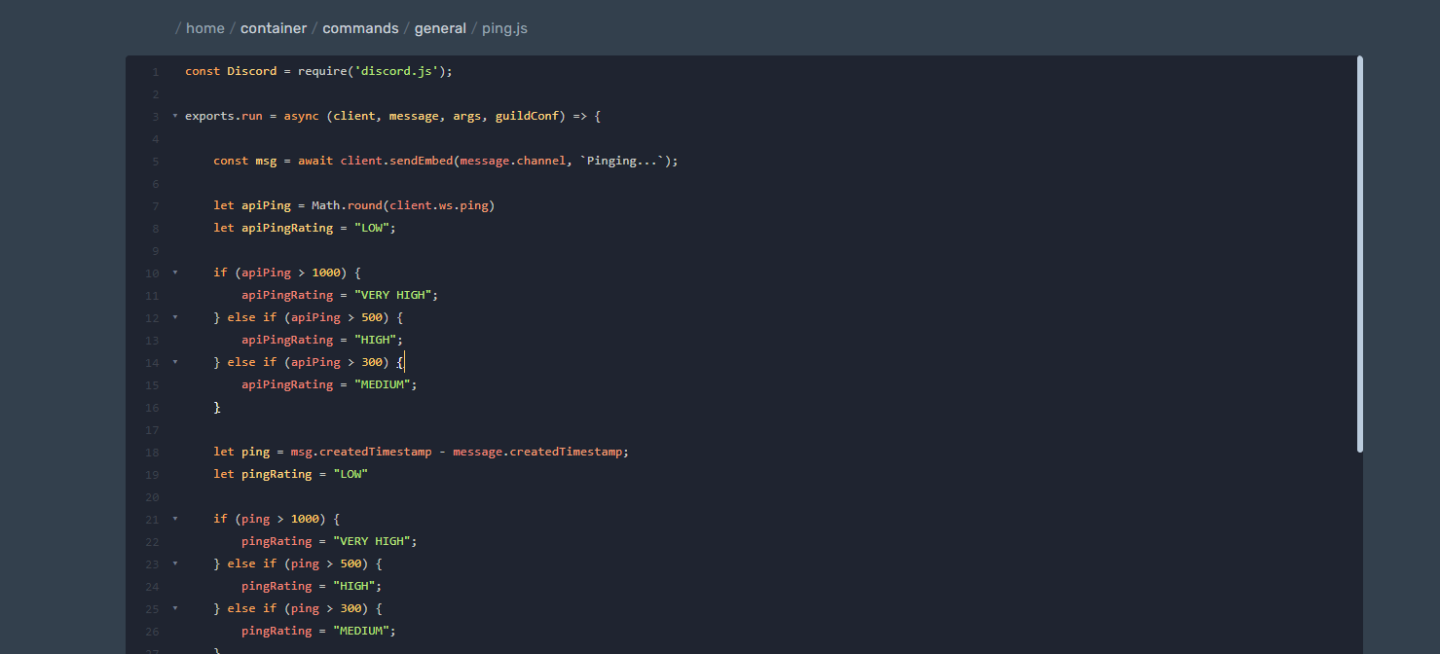 / home / container / commands / general / ping.js
1 const Discord = require('discord.js');
2
3 exports.run = async (client, message, args, guildConf) => {
4
5 const msg = await client.sendEmbed(message.channel, `Pinging...`);
6
7 let apiPing = Math.round(client.ws.ping)
8 let apiPingRating = "LOW";
9
10 if (apiPing > 1000) {
11 apiPingRating = "VERY HIGH";
12 } else if (apiPing > 500) {
13 apiPingRating = "HIGH";
14 } else if (apiPing > 300) {
15 apiPingRating = "MEDIUM";
16 }
17
18 let ping = msg.createdTimestamp - message.createdTimestamp;
19 let pingRating = "LOW"
20
21 if (ping > 1000) {
22 pingRating = "VERY HIGH";
23 } else if (ping > 500) {
24 pingRating = "HIGH";
25 } else if (ping > 300) {
26 pingRating = "MEDIUM";
27 }